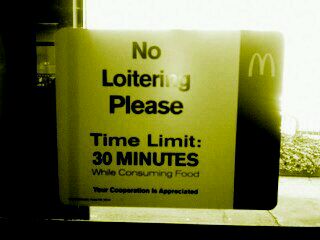 No
Loitering
Please
Time Limit:
30 MINUTES
While Consuming Food
Your Cooperation Is Appreciated